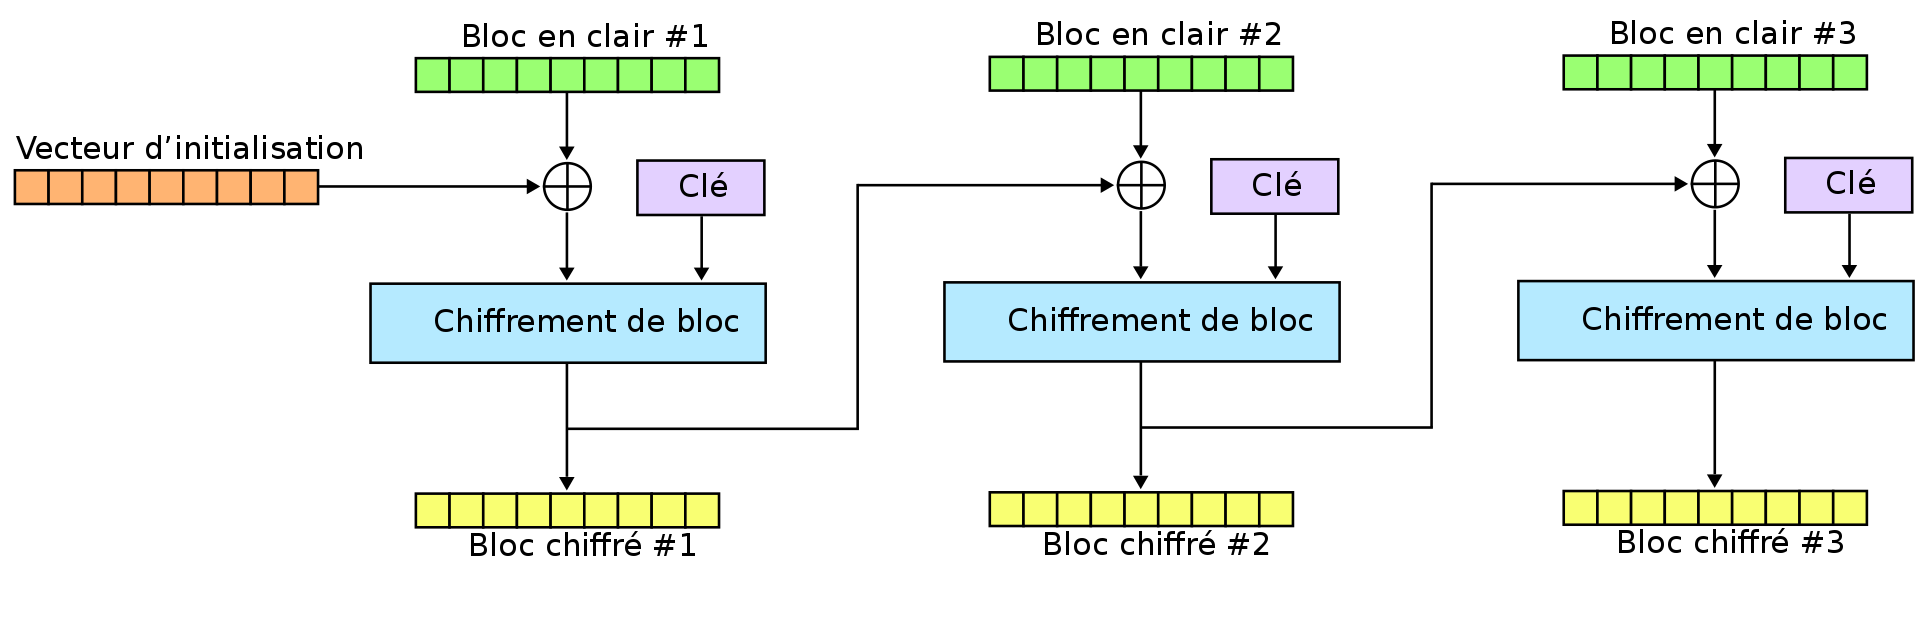 Bloc en clair #1
Bloc en clair #2
Bloc en clair #3
Vecteur d’initialisation
Clé
Clé
Clé
Chiffrement de bloc
Chiffrement de bloc
Chiffrement de bloc
Bloc chiffré #1
Bloc chiffré #2
Bloc chiffré #3